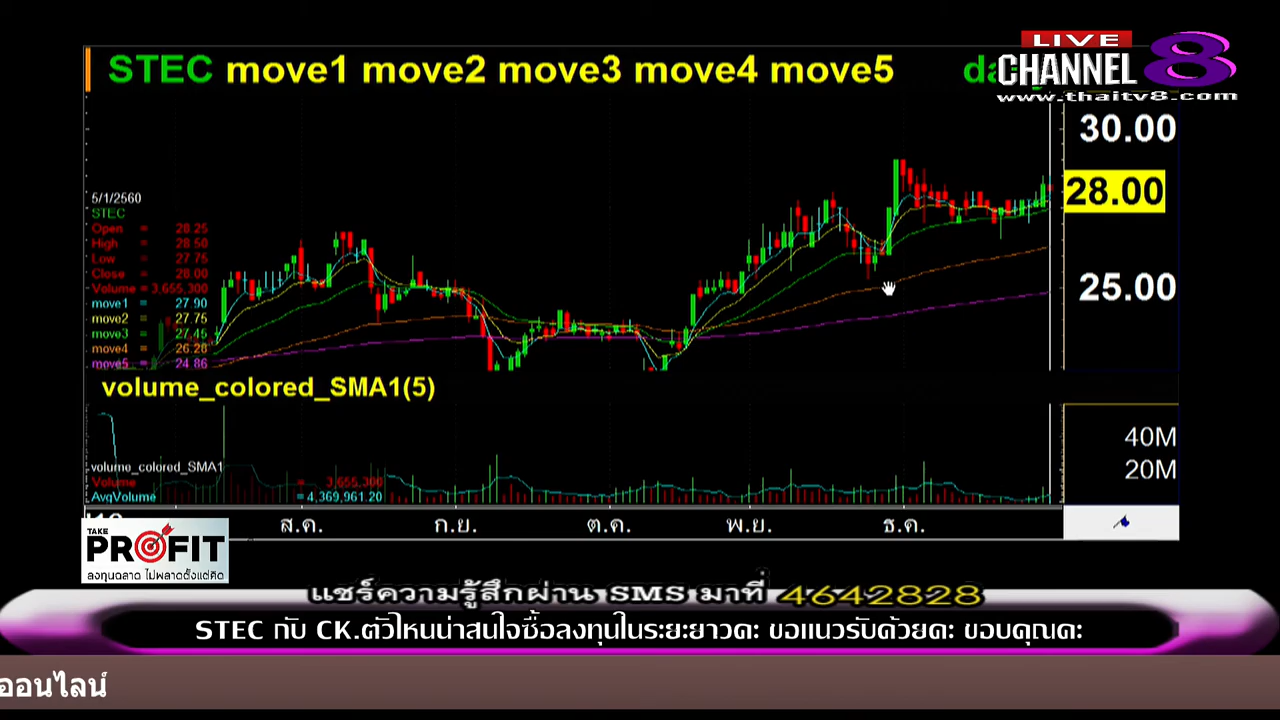 LIVE
CHANNEL 8
www.thaitv8.com
STEC move1 move2 move3 move4 move5
30.00
28.00
25.00
5/1/2560
STEC
Open = 28.25
High = 28.50
Low = 27.75
Close = 28.00
Volume = 3,655,300
move1 = 27.90
move2 = 27.75
move3 = 27.45
move4 = 26.28
move5 = 24.86
volume_colored_SMA1(5)
40M
20M
volume_colored_SMA1
Volume = 3,655,300
AvgVolume = 4,369,961.20
ส.ค. ก.ย. ต.ค. พ.ย. ธ.ค.
TAKE
PROFIT
ลงทุนฉลาด ไม่พลาดตั้งแต่คิด
แชร์ความรู้สึกผ่าน SMS มาที่ 4642828
STEC กับ CK.ตัวไหนน่าสนใจซื้อลงทุนในระยะยาวคะ ขอแนวรับด้วยคะ ขอบคุณคะ
ออนไลน์